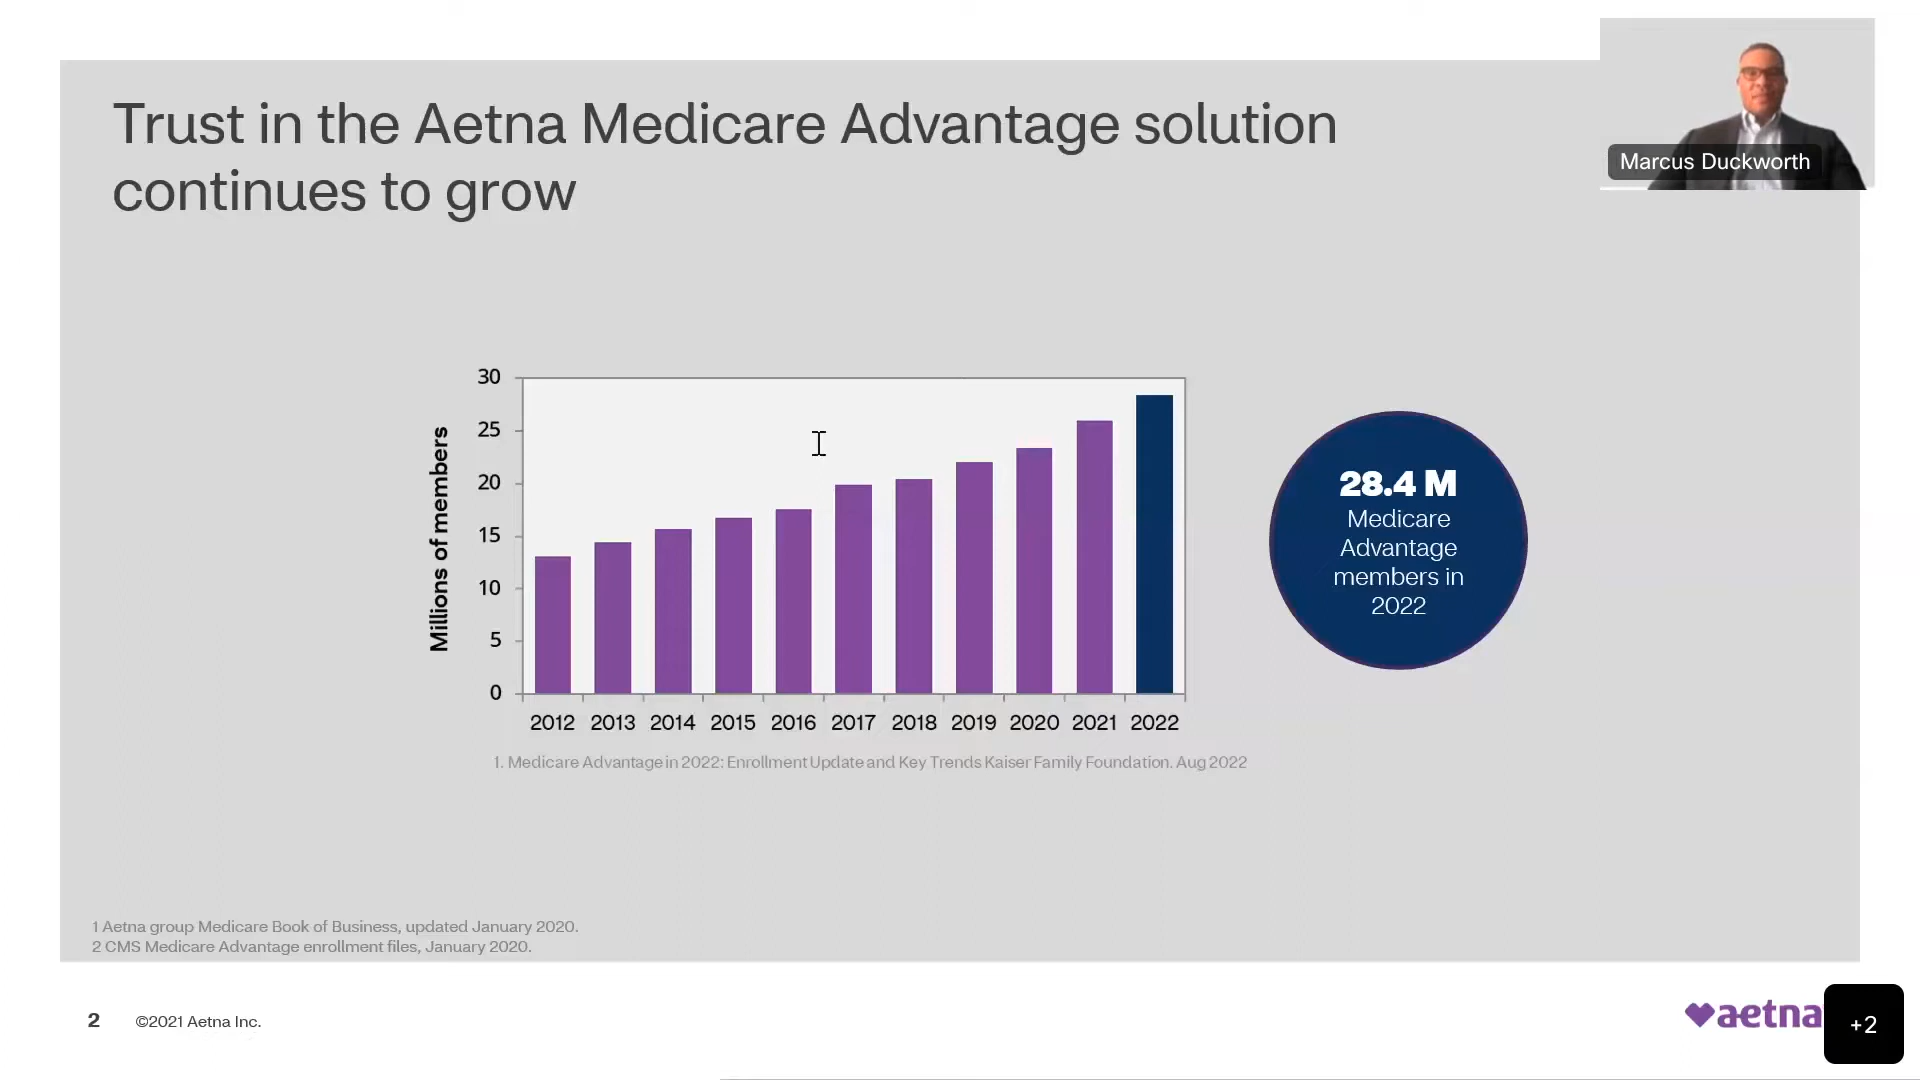 Trust in the Aetna Medicare Advantage solution
continues to grow
Marcus Duckworth
Millions of members
30
25
20
15
10
5
0
2012 2013 2014 2015 2016 2017 2018 2019 2020 2021 2022
28.4 M
Medicare
Advantage
members in
2022
1. Medicare Advantage in 2022: Enrollment Update and Key Trends Kaiser Family Foundation. Aug 2022
1 Aetna group Medicare Book of Business, updated January 2020.
2 CMS Medicare Advantage enrollment files, January 2020.
2 ©2021 Aetna Inc.
aetna
+2